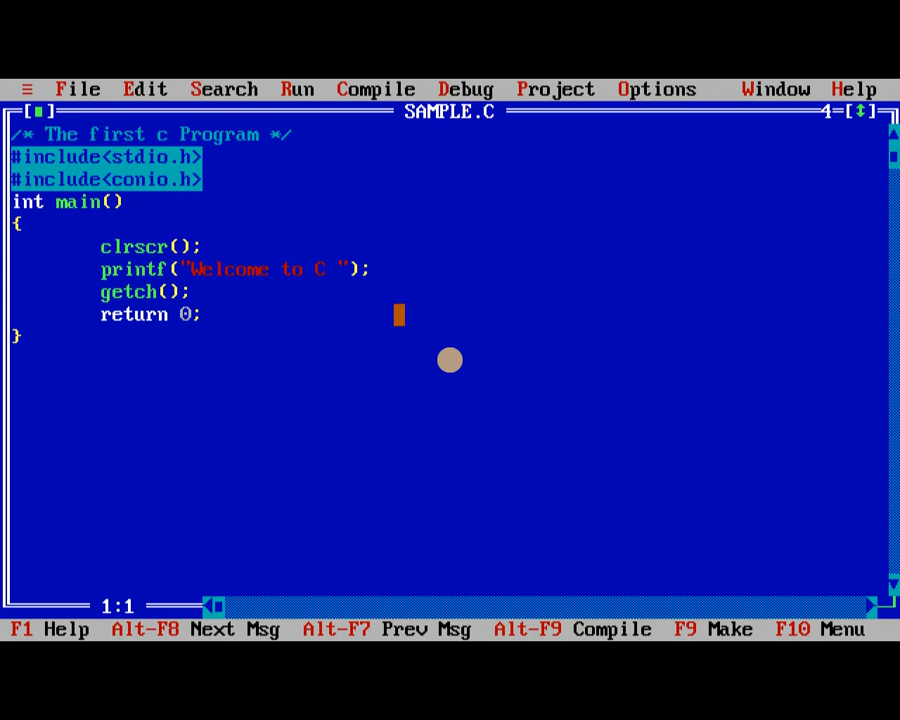 ≡ File Edit Search Run Compile Debug Project Options Window Help
[■] SAMPLE.C 4=[↕]
/* The first c Program */
#include<stdio.h>
#include<conio.h>
int main()
{
clrscr();
printf("Welcome to C ");
getch();
return 0;
}
1:1
F1 Help Alt-F8 Next Msg Alt-F7 Prev Msg Alt-F9 Compile F9 Make F10 Menu